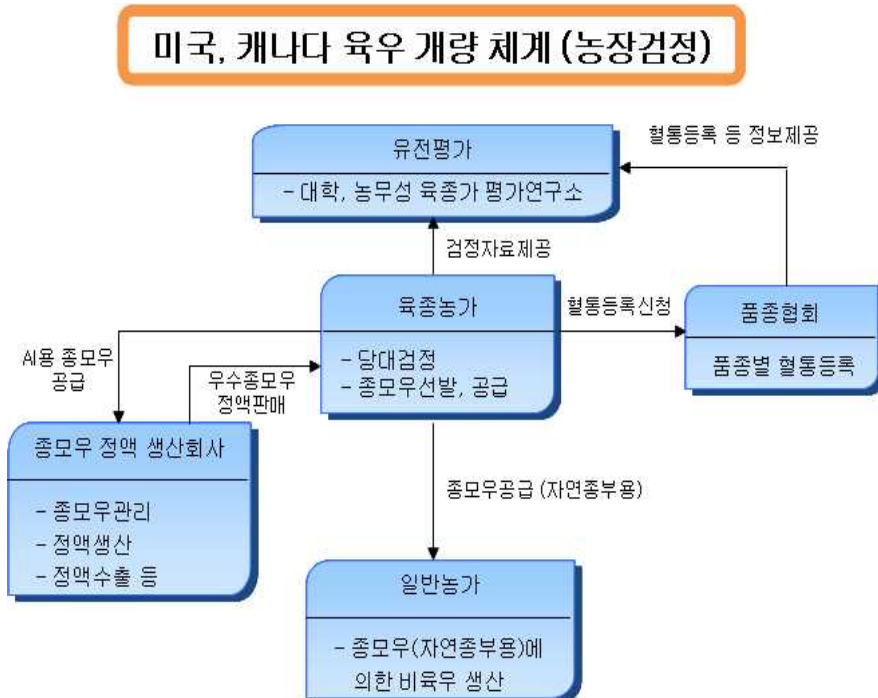 미국, 캐나다 육우 개량 체계 (농장검정)
유전평가
- 대학, 농무성 육종가 평가연구소
혈통등록 등 정보제공
검정자료제공
육종농가
- 당대검정
- 종모우선발, 공급
혈통등록신청
품종협회
품종별 혈통등록
AI용 종모우
공급
우수종모우
정액판매
종모우 정액 생산회사
- 종모우관리
- 정액생산
- 정액수출 등
종모우공급 (자연종부용)
일반농가
- 종모우(자연종부용)에
의한 비육우 생산